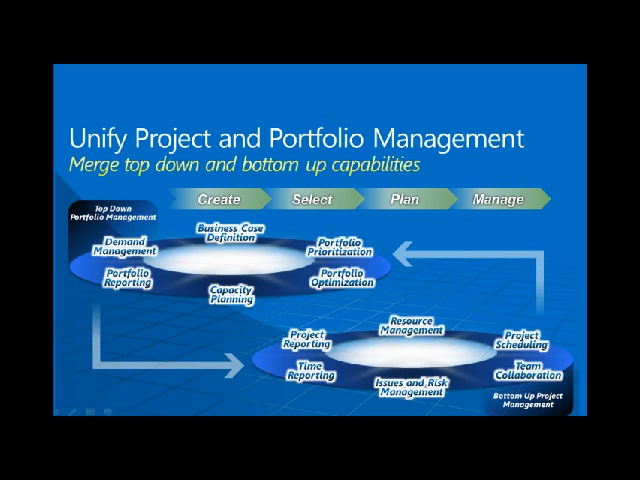 Unify Project and Portfolio Management
Merge top down and bottom up capabilities
Create Select Plan Manage
Top Down
Portfolio Management
Business Case
Definition
Demand
Management
Portfolio
Prioritization
Portfolio
Reporting
Portfolio
Optimization
Capacity
Planning
Resource
Management
Project
Reporting
Project
Scheduling
Time
Reporting
Team
Collaboration
Issues and Risk
Management
Bottom Up Project
Management